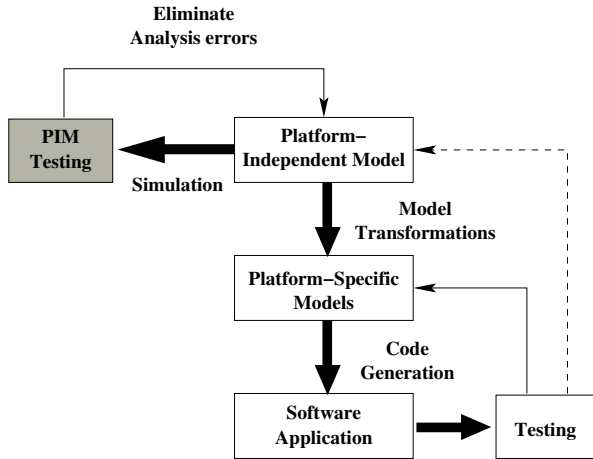 Eliminate
Analysis errors
PIM
Testing
Platform−
Independent Model
Simulation
Model
Transformations
Platform−Specific
Models
Code
Generation
Software
Application
Testing